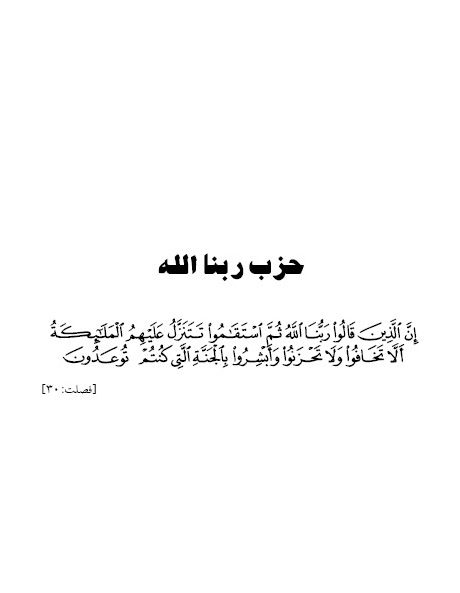 حزب ربنا الله
إِنَّ الَّذِينَ قَالُوا رَبُّنَا اللَّهُ ثُمَّ اسْتَقَامُوا تَتَنَزَّلُ عَلَيْهِمُ الْمَلَائِكَةُ
أَلَّا تَخَافُوا وَلَا تَحْزَنُوا وَأَبْشِرُوا بِالْجَنَّةِ الَّتِي كُنتُمْ تُوعَدُونَ
[فصلت: ٣٠]